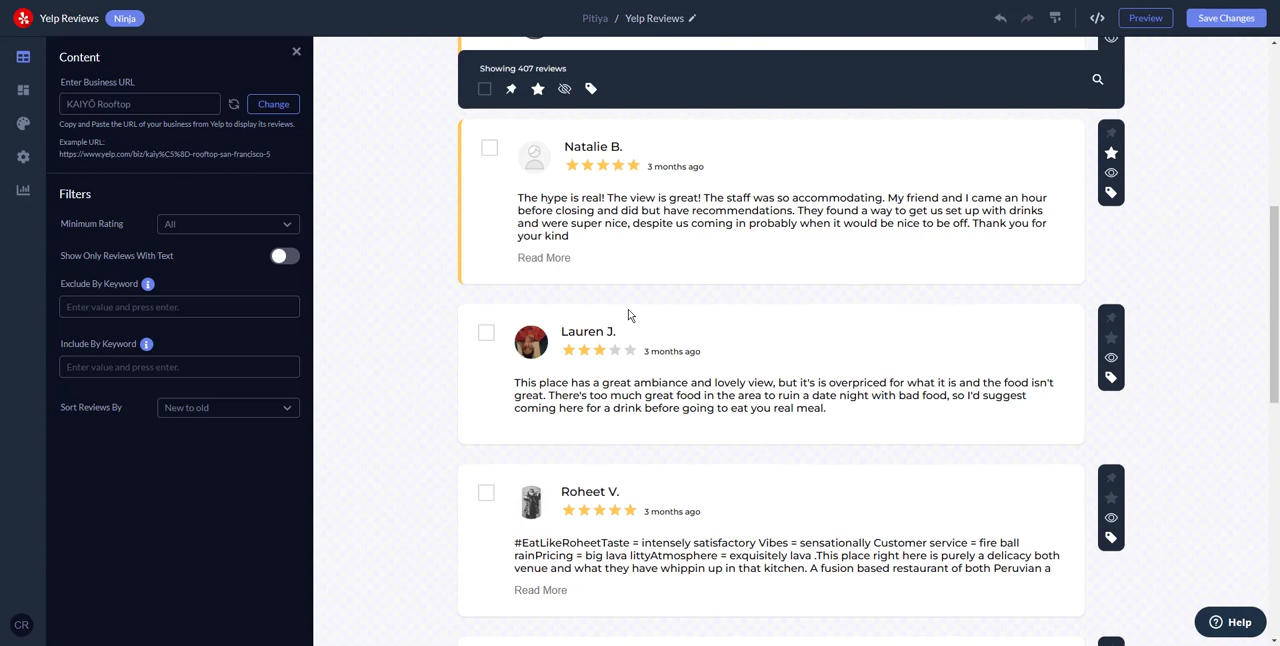 Yelp Reviews Ninja
Pitiya / Yelp Reviews
Preview
Save Changes
Content
Enter Business URL
KAIYŌ Rooftop
Change
Copy and Paste the URL of your business from Yelp to display its reviews.
Example URL:
https://www.yelp.com/biz/kaiy%C5%8D-rooftop-san-francisco-5
Filters
Minimum Rating
All
Show Only Reviews With Text
Exclude By Keyword
Enter value and press enter.
Include By Keyword
Enter value and press enter.
Sort Reviews By
New to old
CR
Showing 407 reviews
Natalie B.
3 months ago
The hype is real! The view is great! The staff was so accommodating. My friend and I came an hour
before closing and did but have recommendations. They found a way to get us set up with drinks
and were super nice, despite us coming in probably when it would be nice to be off. Thank you for
your kind
Read More
Lauren J.
3 months ago
This place has a great ambiance and lovely view, but it's is overpriced for what it is and the food isn't
great. There's too much great food in the area to ruin a date night with bad food, so I'd suggest
coming here for a drink before going to eat you real meal.
Roheet V.
3 months ago
#EatLikeRoheetTaste = intensely satisfactory Vibes = sensationally Customer service = fire ball
rainPricing = big lava littyAtmosphere = exquisitely lava .This place right here is purely a delicacy both
venue and what they have whippin up in that kitchen. A fusion based restaurant of both Peruvian a
Read More
Help